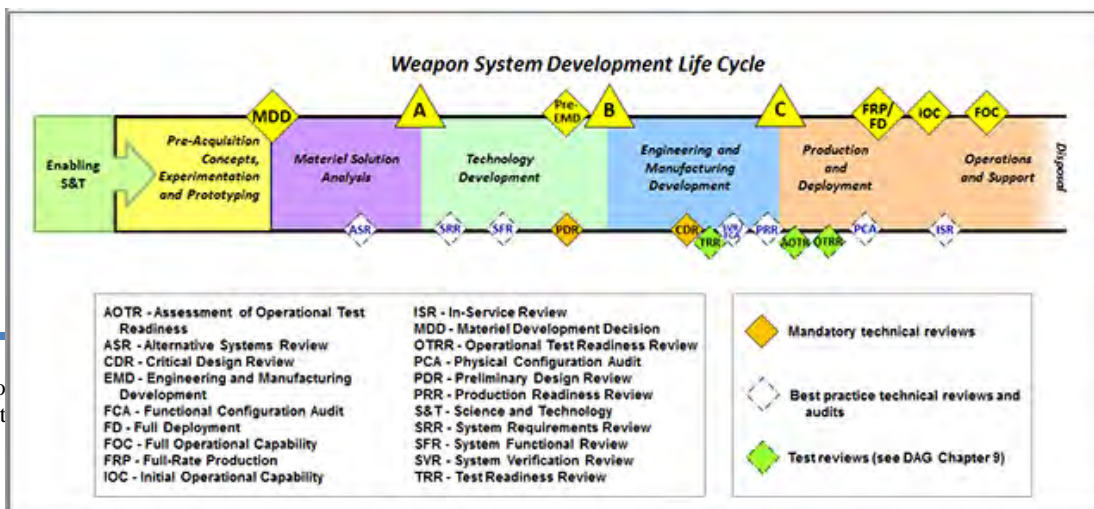 Weapon System Development Life Cycle
MDD
A
Pre-
EMD
B
C
FRP/
FD
IOC
FOC
Enabling
S&T
Pre-Acquisition
Concepts,
Experimentation
and Prototyping
Materiel Solution
Analysis
Technology
Development
Engineering and
Manufacturing
Development
Production
and
Deployment
Operations
and Support
Disposal
ASR
SRR
SFR
PDR
CDR
TRR
SVR
FCA
PRR
AOTR
OTRR
PCA
ISR
AOTR - Assessment of Operational Test
Readiness
ASR - Alternative Systems Review
CDR - Critical Design Review
EMD - Engineering and Manufacturing
Development
FCA - Functional Configuration Audit
FD - Full Deployment
FOC - Full Operational Capability
FRP - Full-Rate Production
IOC - Initial Operational Capability
ISR - In-Service Review
MDD - Materiel Development Decision
OTRR - Operational Test Readiness Review
PCA - Physical Configuration Audit
PDR - Preliminary Design Review
PRR - Production Readiness Review
S&T - Science and Technology
SRR - System Requirements Review
SFR - System Functional Review
SVR - System Verification Review
TRR - Test Readiness Review
Mandatory technical reviews
Best practice technical reviews and
audits
Test reviews (see DAG Chapter 9)